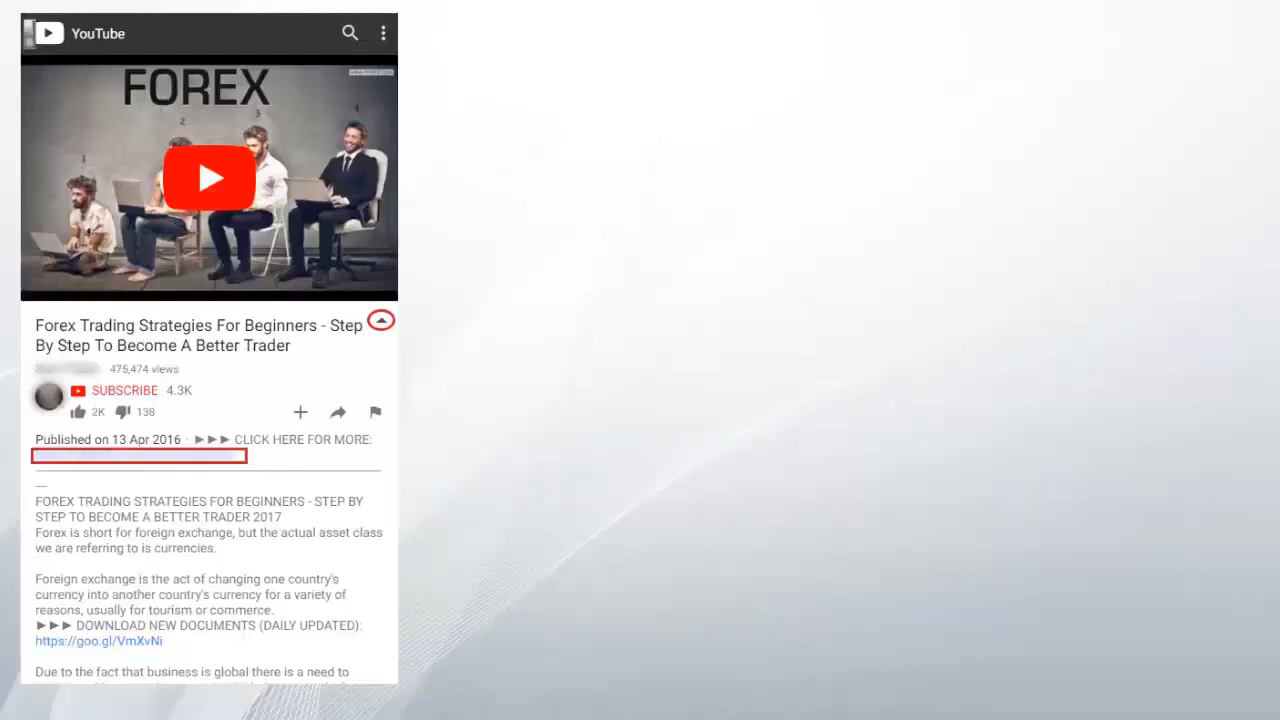 YouTube
FOREX
2
3
4
3
Forex Trading Strategies For Beginners - Step
By Step To Become A Better Trader
475,474 views
SUBSCRIBE 4.3K
2K 138
Published on 13 Apr 2016 · ►►► CLICK HERE FOR MORE:
—
FOREX TRADING STRATEGIES FOR BEGINNERS - STEP BY
STEP TO BECOME A BETTER TRADER 2017
Forex is short for foreign exchange, but the actual asset class
we are referring to is currencies.
Foreign exchange is the act of changing one country's
currency into another country's currency for a variety of
reasons, usually for tourism or commerce.
►►► DOWNLOAD NEW DOCUMENTS (DAILY UPDATED):
https://goo.gl/VmXvNi
Due to the fact that business is global there is a need to